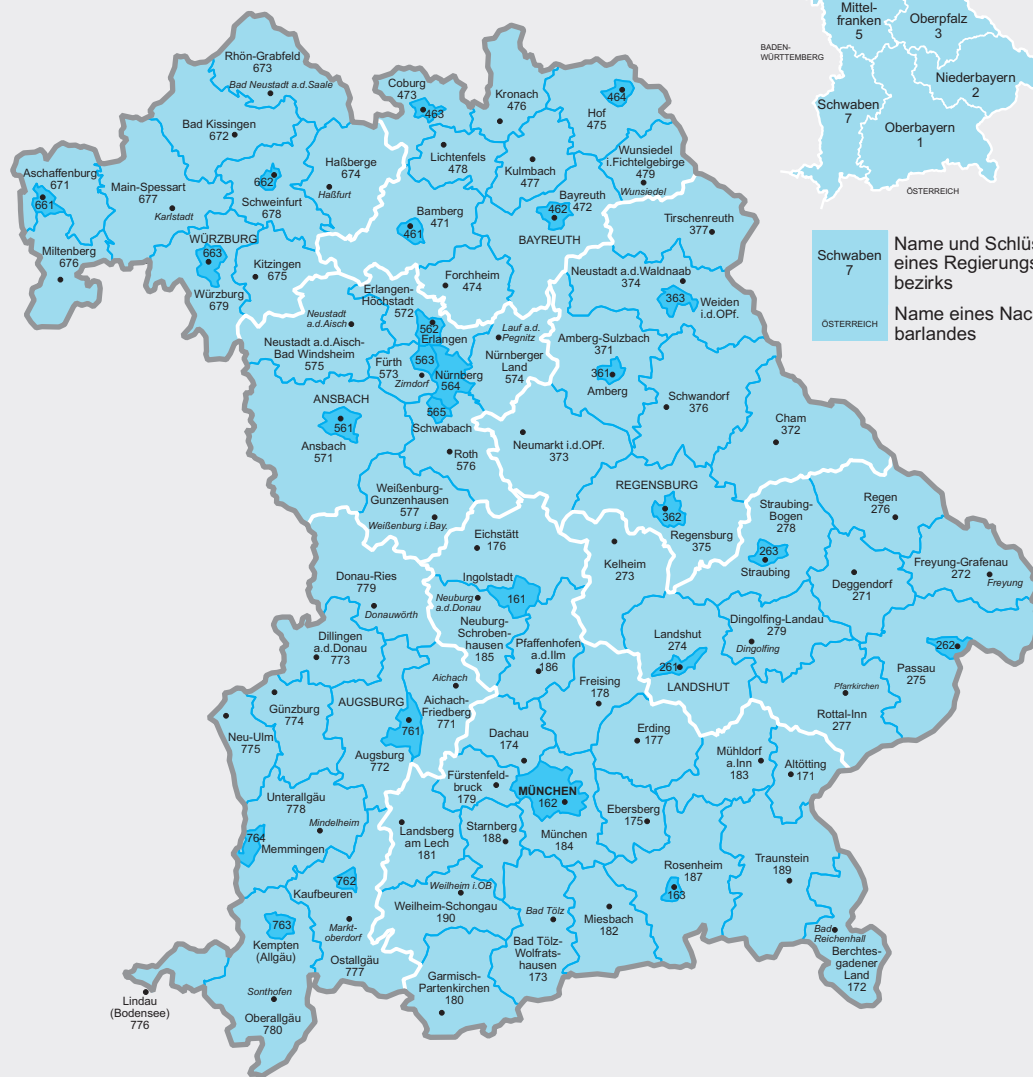 Mittel-
franken
5
Oberpfalz
3
BADEN-
WÜRTTEMBERG
Niederbayern
2
Schwaben
7
Oberbayern
1
ÖSTERREICH
Schwaben
7
Name und Schlüs
eines Regierungs
bezirks
ÖSTERREICH
Name eines Nac
barlandes
Rhön-Grabfeld
673
Bad Neustadt a.d.Saale
Bad Kissingen
672
Coburg
473
463
Kronach
476
464
Hof
475
Lichtenfels
478
Kulmbach
477
Wunsiedel
i.Fichtelgebirge
479
Wunsiedel
Haßberge
674
Haßfurt
Aschaffenburg
671
661
Main-Spessart
677
Karlstadt
662
Schweinfurt
678
Bamberg
471
461
Bayreuth
472
462
BAYREUTH
Tirschenreuth
377
Miltenberg
676
WÜRZBURG
663
Würzburg
679
Kitzingen
675
Forchheim
474
Neustadt a.d.Waldnaab
374
363
Weiden
i.d.OPf.
Erlangen-
Höchstadt
572
562
Erlangen
Neustadt
a.d.Aisch
Neustadt a.d.Aisch-
Bad Windsheim
575
Lauf a.d.
Pegnitz
Nürnberger
Land
574
Fürth
573
563
Zirndorf
Nürnberg
564
565
Schwabach
Amberg-Sulzbach
371
361
Amberg
Schwandorf
376
Cham
372
ANSBACH
561
Ansbach
571
Roth
576
Neumarkt i.d.OPf.
373
Weißenburg-
Gunzenhausen
577
Weißenburg i.Bay.
REGENSBURG
362
Regensburg
375
Straubing-
Bogen
278
263
Straubing
Regen
276
Eichstätt
176
Kelheim
273
Deggendorf
271
Freyung-Grafenau
272
Freyung
Donau-Ries
779
Donauwörth
Ingolstadt
161
Neuburg
a.d.Donau
Neuburg-
Schroben-
hausen
185
Pfaffenhofen
a.d.Ilm
186
Dingolfing-Landau
279
Dingolfing
Landshut
274
261
LANDSHUT
262
Passau
275
Dillingen
a.d.Donau
773
Freising
178
Pfarrkirchen
Rottal-Inn
277
Aichach
Aichach-
Friedberg
771
AUGSBURG
761
Augsburg
772
Günzburg
774
Neu-Ulm
775
Dachau
174
Erding
177
Mühldorf
a.Inn
183
Altötting
171
Fürstenfeld-
bruck
179
MÜNCHEN
162
München
184
Ebersberg
175
Unterallgäu
778
Mindelheim
764
Memmingen
Landsberg
am Lech
181
Starnberg
188
Rosenheim
187
163
Traunstein
189
762
Kaufbeuren
Weilheim i.OB
Weilheim-Schongau
190
763
Kempten
(Allgäu)
Markt-
oberdorf
Ostallgäu
777
Bad Tölz
Bad Tölz-
Wolfrats-
hausen
173
Miesbach
182
Bad
Reichenhall
Berchtes-
gadener
Land
172
Garmisch-
Partenkirchen
180
Lindau
(Bodensee)
776
Sonthofen
Oberallgäu
780